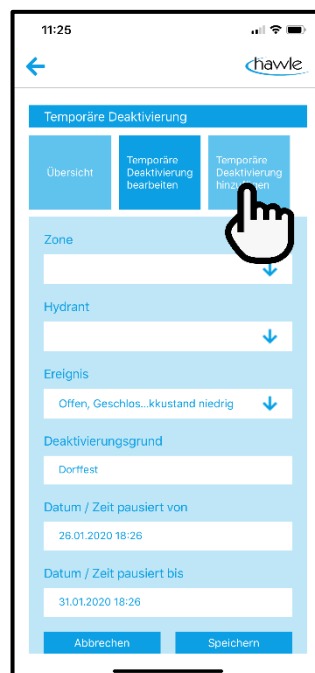 11:25
hawle
Temporäre Deaktivierung
Übersicht
Temporäre
Deaktivierung
bearbeiten
Temporäre
Deaktivierung
hinzufügen
Zone
Hydrant
Ereignis
Offen, Geschlos...kkustand niedrig
Deaktivierungsgrund
Dorffest
Datum / Zeit pausiert von
26.01.2020 18:26
Datum / Zeit pausiert bis
31.01.2020 18:26
Abbrechen
Speichern